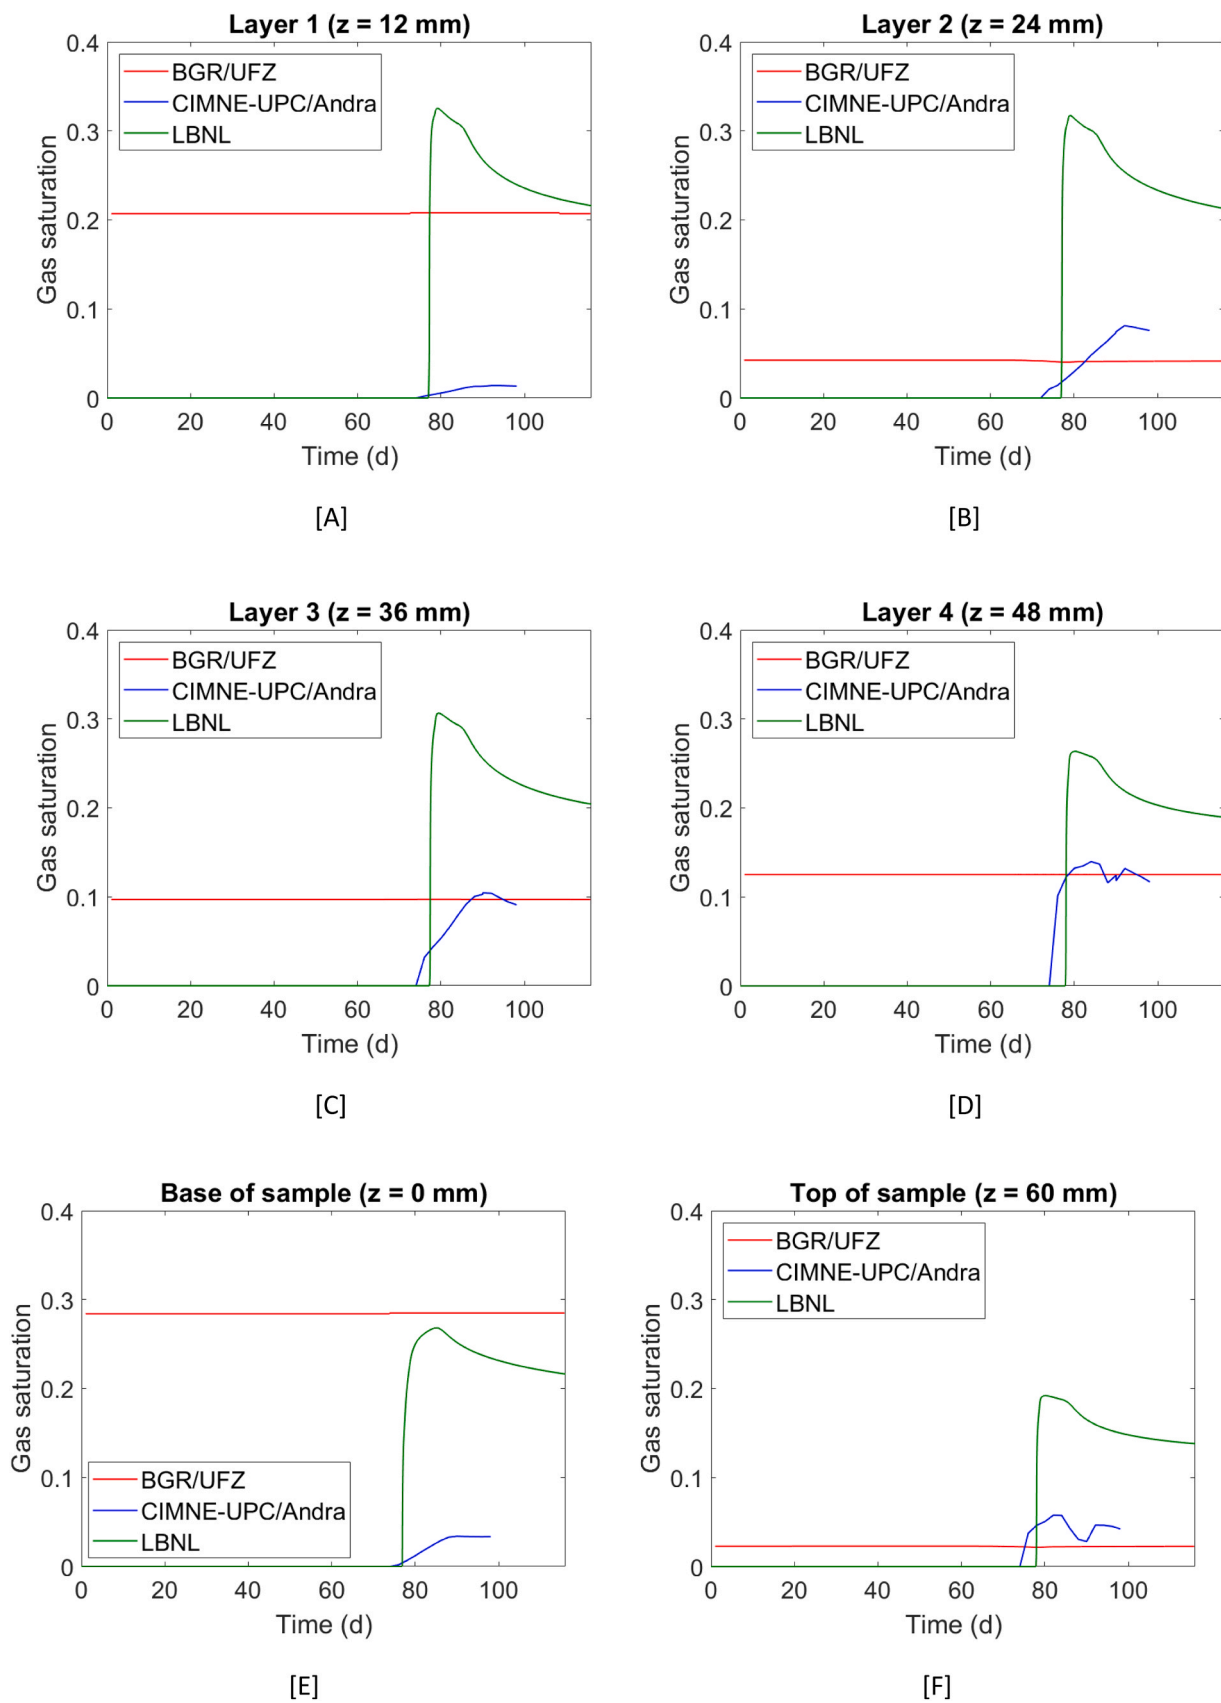 Layer 1 (z = 12 mm)
0.4
0.3
0.2
0.1
0
Gas saturation
BGR/UFZ
CIMNE-UPC/Andra
LBNL
0 20 40 60 80 100
Time (d)
[A]
Layer 2 (z = 24 mm)
0.4
0.3
0.2
0.1
0
Gas saturation
BGR/UFZ
CIMNE-UPC/Andra
LBNL
0 20 40 60 80 100
Time (d)
[B]
Layer 3 (z = 36 mm)
0.4
0.3
0.2
0.1
0
Gas saturation
BGR/UFZ
CIMNE-UPC/Andra
LBNL
0 20 40 60 80 100
Time (d)
[C]
Layer 4 (z = 48 mm)
0.4
0.3
0.2
0.1
0
Gas saturation
BGR/UFZ
CIMNE-UPC/Andra
LBNL
0 20 40 60 80 100
Time (d)
[D]
Base of sample (z = 0 mm)
0.4
0.3
0.2
0.1
0
Gas saturation
BGR/UFZ
CIMNE-UPC/Andra
LBNL
0 20 40 60 80 100
Time (d)
[E]
Top of sample (z = 60 mm)
0.4
0.3
0.2
0.1
0
Gas saturation
BGR/UFZ
CIMNE-UPC/Andra
LBNL
0 20 40 60 80 100
Time (d)
[F]